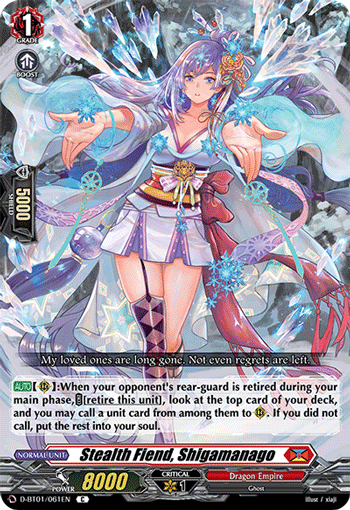 1
GRADE
BOOST
SHIELD
5000
My loved ones are long gone. Not even regrets are left.
AUTO【 】:When your opponent's rear-guard is retired during your
main phase, [retire this unit], look at the top card of your deck,
and you may call a unit card from among them to . If you did not
call, put the rest into your soul.
NORMAL UNIT
Stealth Fiend, Shigamanago
POWER
8000
CRITICAL
1
Dragon Empire
Ghost
D-BT01/061EN
C
Illust / xiaji